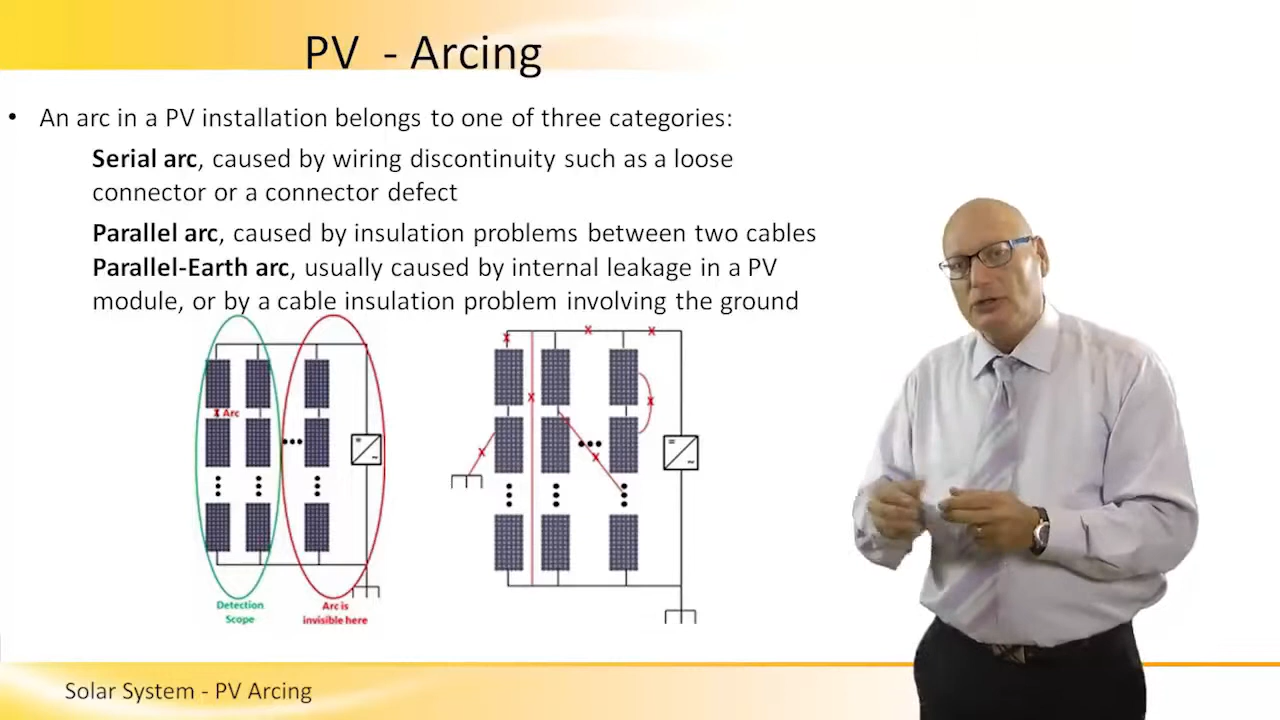 PV - Arcing
• An arc in a PV installation belongs to one of three categories:
Serial arc, caused by wiring discontinuity such as a loose
connector or a connector defect
Parallel arc, caused by insulation problems between two cables
Parallel-Earth arc, usually caused by internal leakage in a PV
module, or by a cable insulation problem involving the ground
X Arc
Detection
Scope
Arc is
invisible here
Solar System - PV Arcing